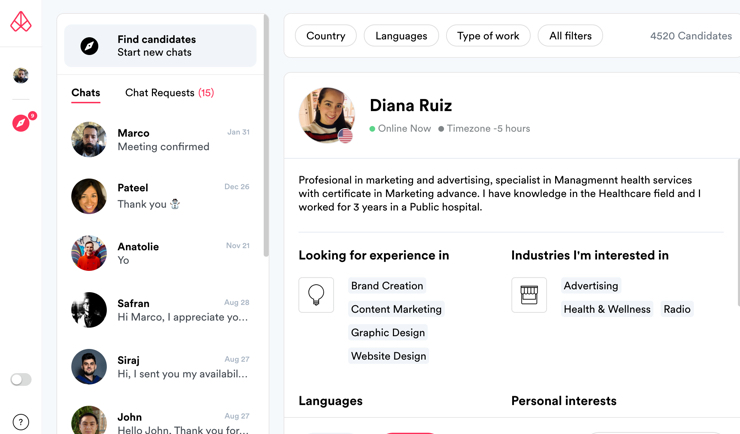 Find candidates
Start new chats
Chats
Chat Requests (15)
9
Marco
Jan 31
Meeting confirmed
Pateel
Dec 26
Thank you
Anatolie
Nov 21
Yo
Safran
Aug 28
Hi Marco, I appreciate yo...
Siraj
Aug 27
Hi, I sent you my availabil...
John
Aug 27
Hello John, Thank you for...
?
Country
Languages
Type of work
All filters
4520 Candidates
Diana Ruiz
Online Now
Timezone -5 hours
Profesional in marketing and advertising, specialist in Managmennt health services
with certificate in Marketing advance. I have knowledge in the Healthcare field and I
worked for 3 years in a Public hospital.
Looking for experience in
Brand Creation
Content Marketing
Graphic Design
Website Design
Industries I'm interested in
Advertising
Health & Wellness
Radio
Languages
Personal interests